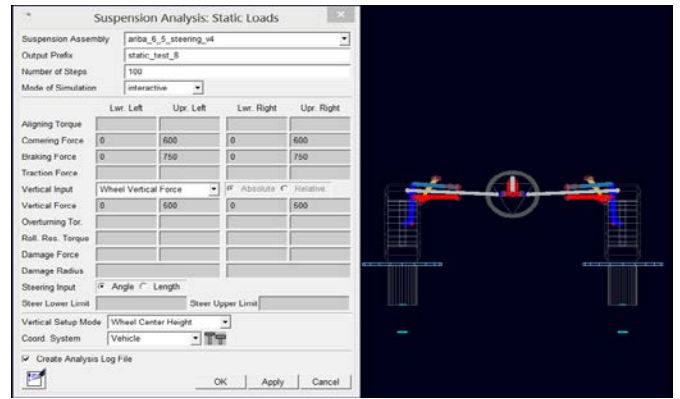 Suspension Analysis: Static Loads
Suspension Assembly ariba_6_5_steering_v4
Output Prefix static_test_8
Number of Steps 100
Mode of Simulation interactive
Lwr. Left Upr. Left Lwr. Right Upr. Right
Aligning Torque
Cornering Force 0 600 0 600
Braking Force 0 750 0 750
Traction Force
Vertical Input Wheel Vertical Force Absolute Relative
Vertical Force 0 500 0 500
Overturning Tor.
Roll. Res. Torque
Damage Force
Damage Radius
Steering Input Angle Length
Steer Lower Limit Steer Upper Limit
Vertical Setup Mode Wheel Center Height
Coord. System Vehicle
Create Analysis Log File
OK Apply Cancel